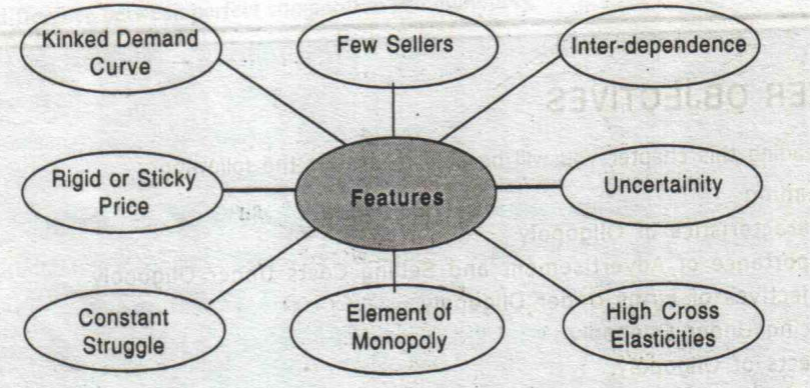 Kinked Demand
Curve
Few Sellers
Inter-dependence
Rigid or Sticky
Price
Features
Uncertainity
Constant
Struggle
Element of
Monopoly
High Cross
Elasticities